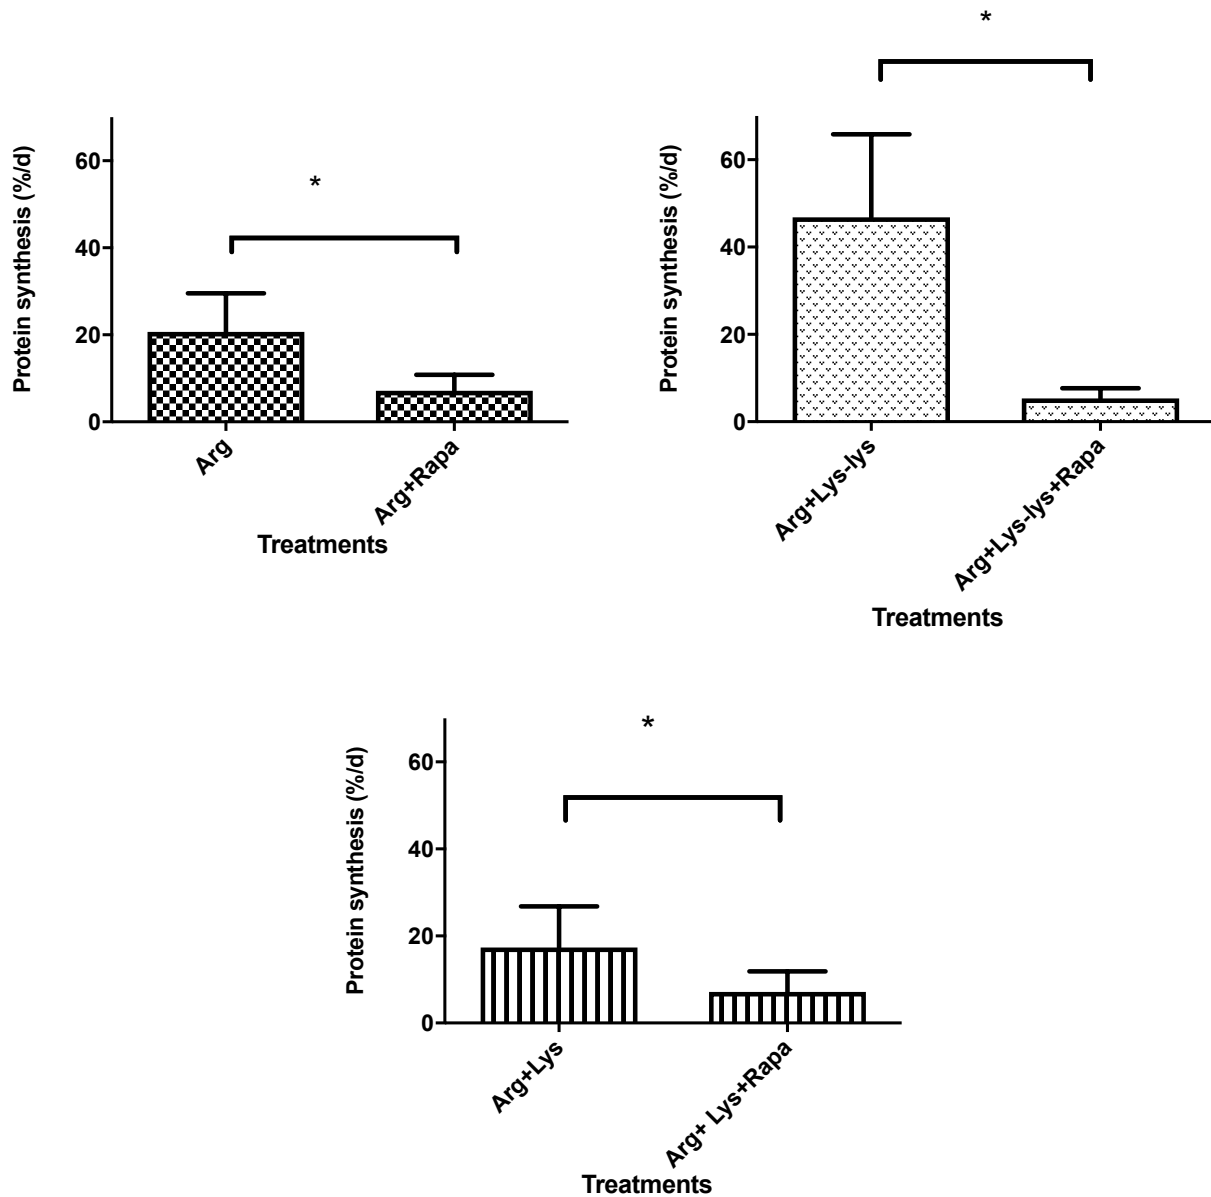 *
Protein synthesis (%/d)
60
40
20
0
*
Arg
Arg+Rapa
Treatments
Protein synthesis (%/d)
60
40
20
0
Arg+Lys-lys
Arg+Lys-lys+Rapa
Treatments
*
Protein synthesis (%/d)
60
40
20
0
Arg+Lys
Arg+ Lys+Rapa
Treatments